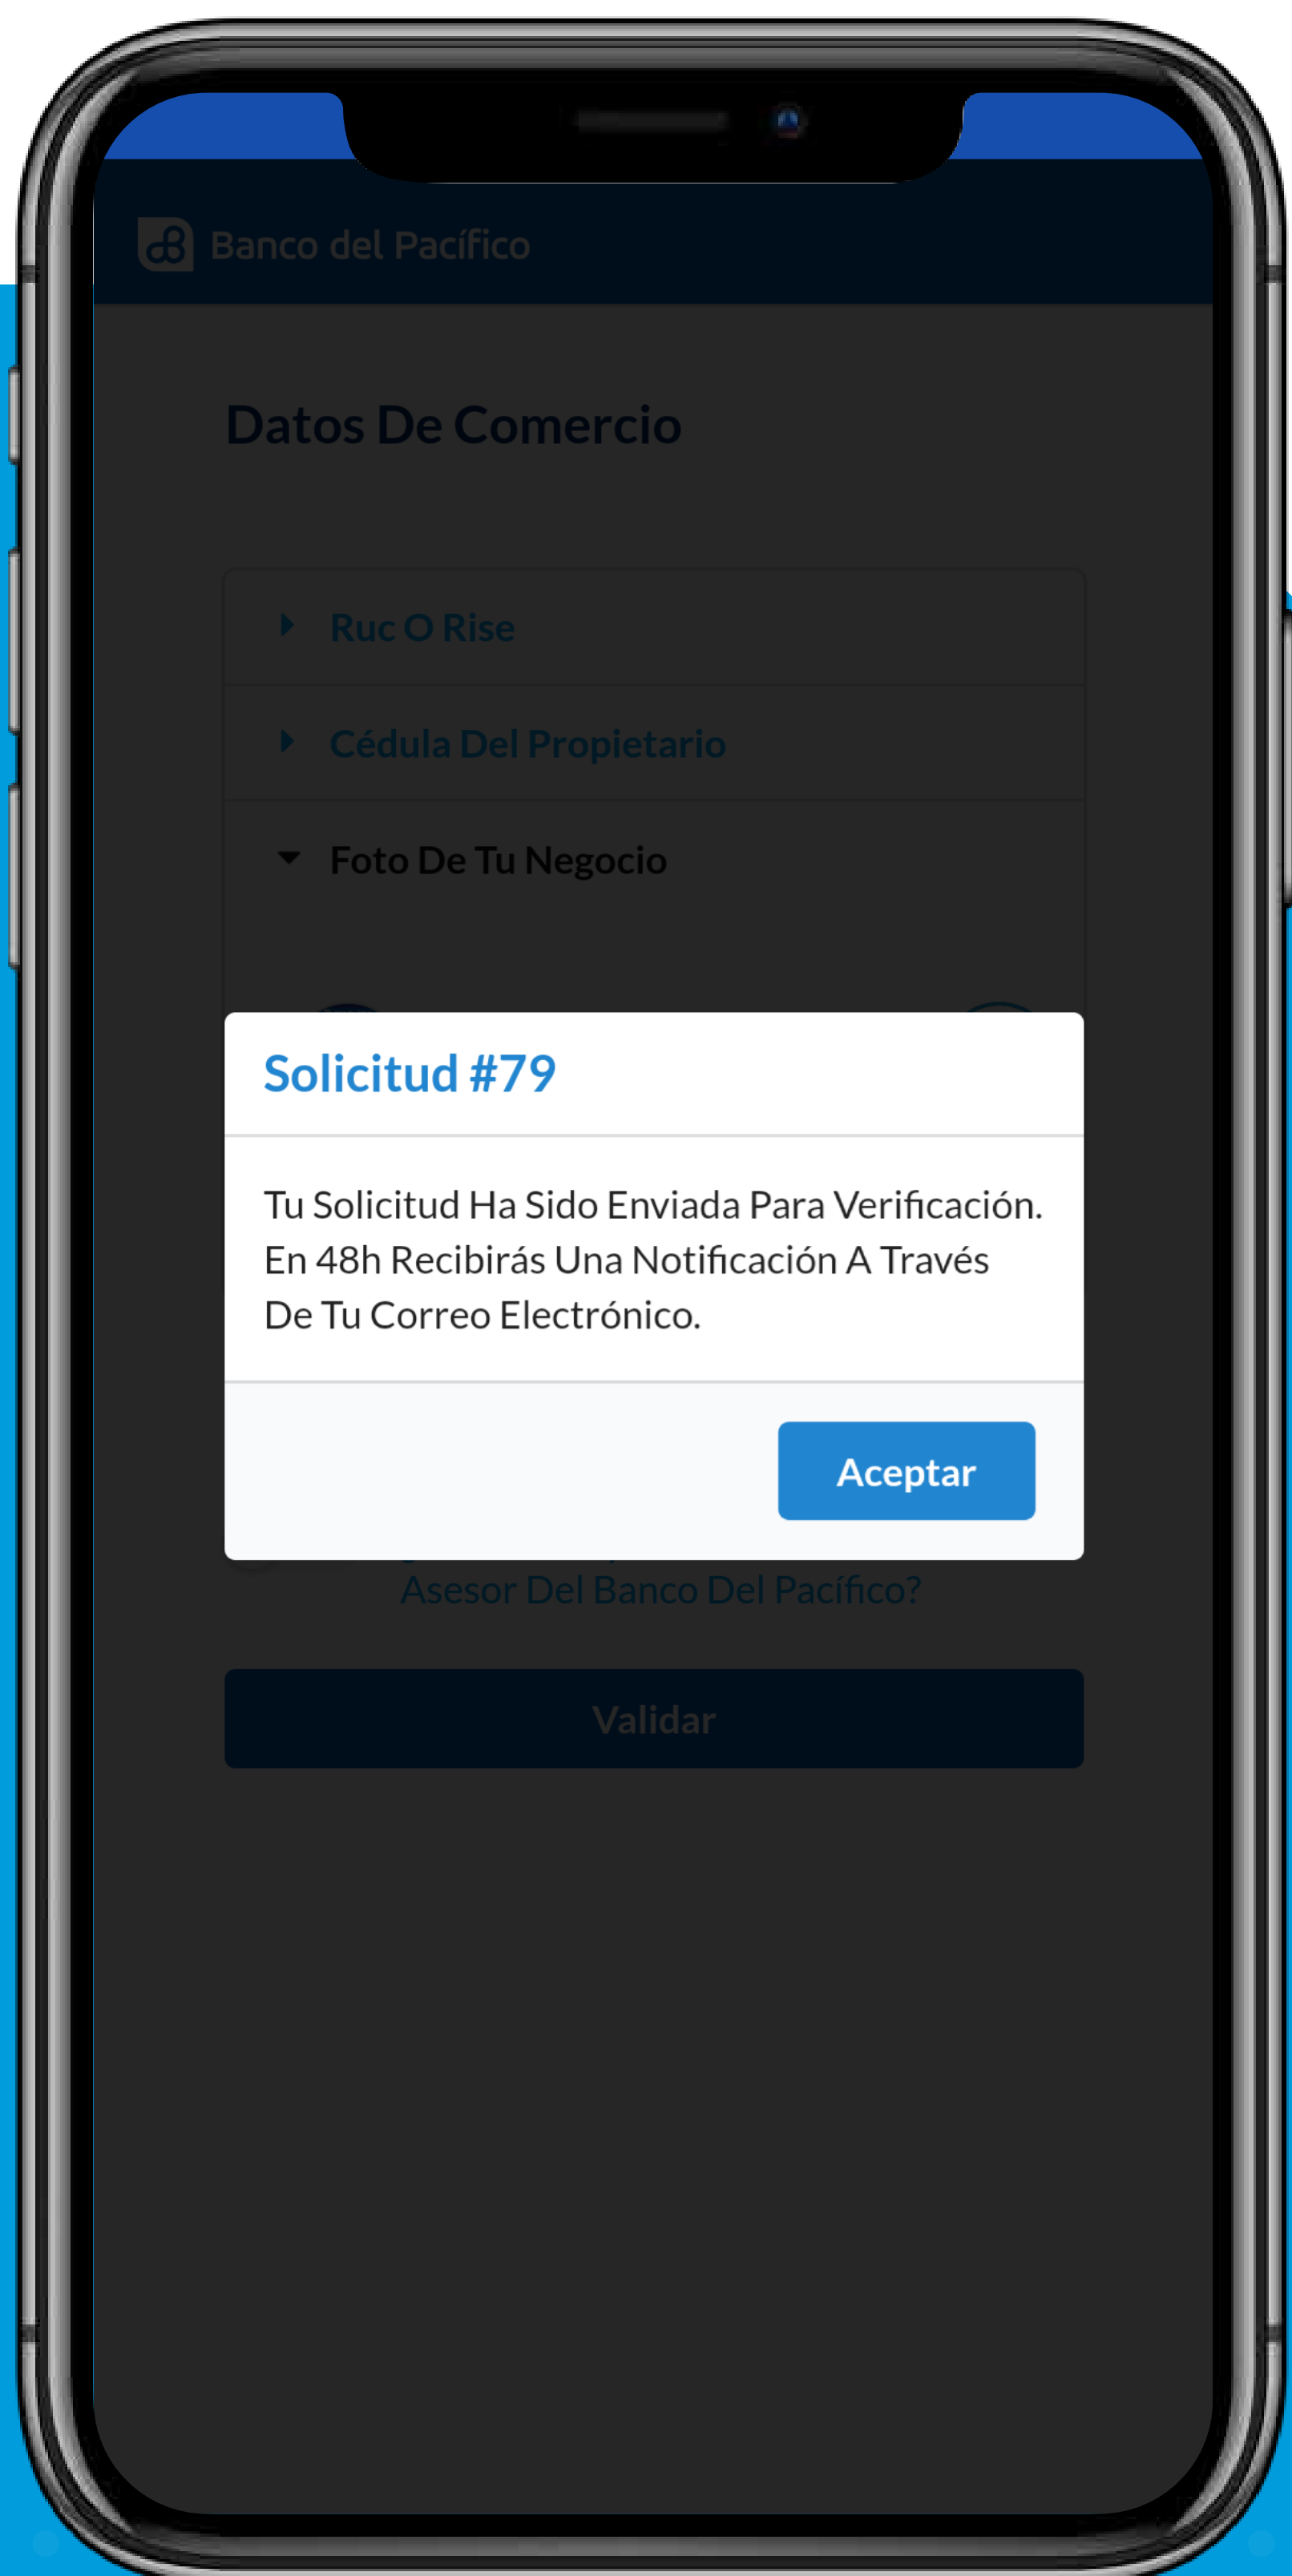 Banco del Pacífico
Datos De Comercio
Ruc O Rise
Cédula Del Propietario
Foto De Tu Negocio
Solicitud #79
Tu Solicitud Ha Sido Enviada Para Verificación.
En 48h Recibirás Una Notificación A Través
De Tu Correo Electrónico.
Aceptar
Asesor Del Banco Del Pacífico?
Validar